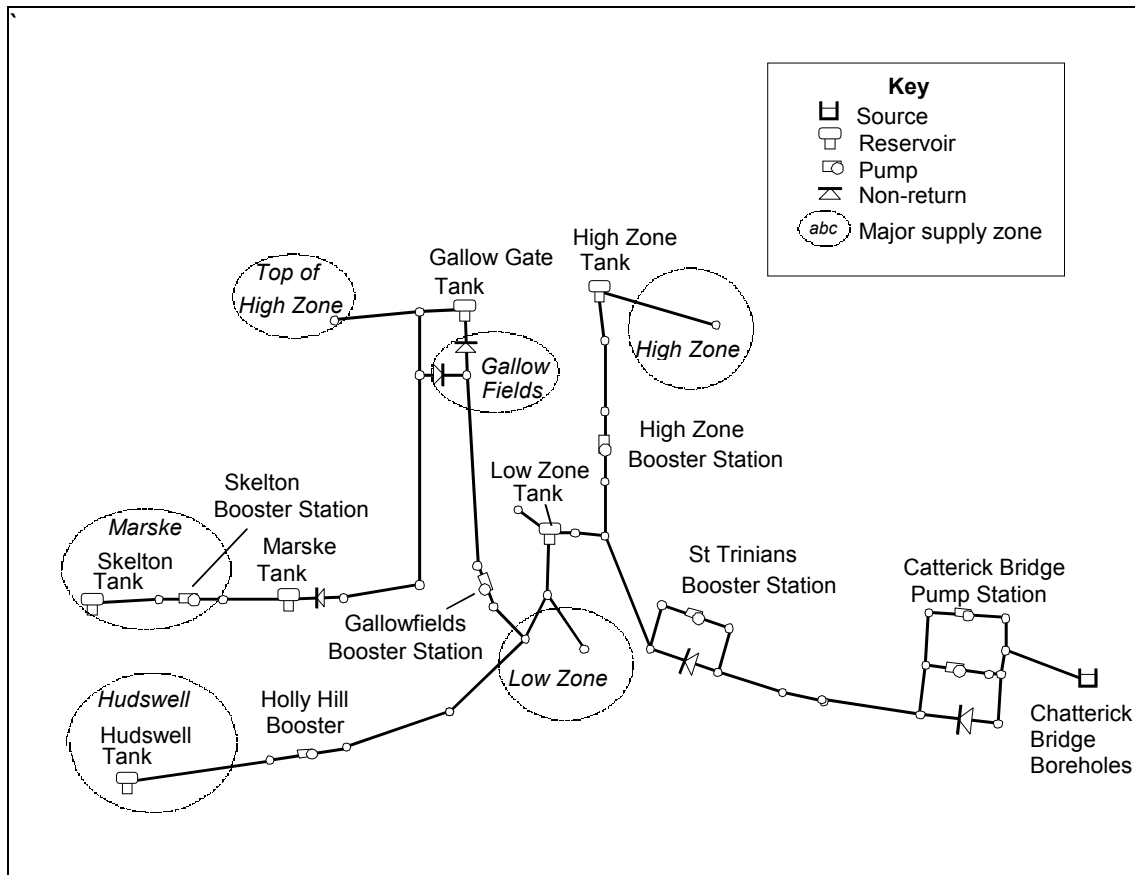 `
Key
Source
Reservoir
Pump
Non-return
abc
Major supply zone
High Zone
Tank
Gallow Gate
Tank
Top of
High Zone
High Zone
Gallow
Fields
High Zone
Booster Station
Low Zone
Tank
Skelton
Booster Station
Marske
Skelton
Tank
Marske
Tank
St Trinians
Booster Station
Catterick Bridge
Pump Station
Gallowfields
Booster Station
Low Zone
Hudswell
Hudswell
Tank
Holly Hill
Booster
Chatterick
Bridge
Boreholes